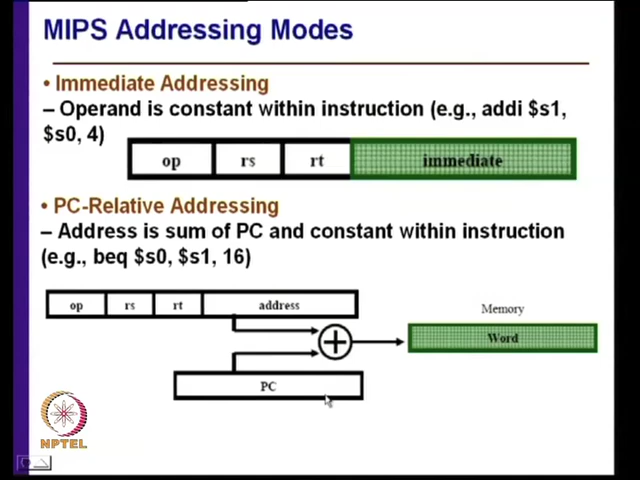 MIPS Addressing Modes
• Immediate Addressing
– Operand is constant within instruction (e.g., addi $s1,
$s0, 4)
op rs rt immediate
• PC-Relative Addressing
– Address is sum of PC and constant within instruction
(e.g., beq $s0, $s1, 16)
op rs rt address
Memory
Word
PC
NPTEL